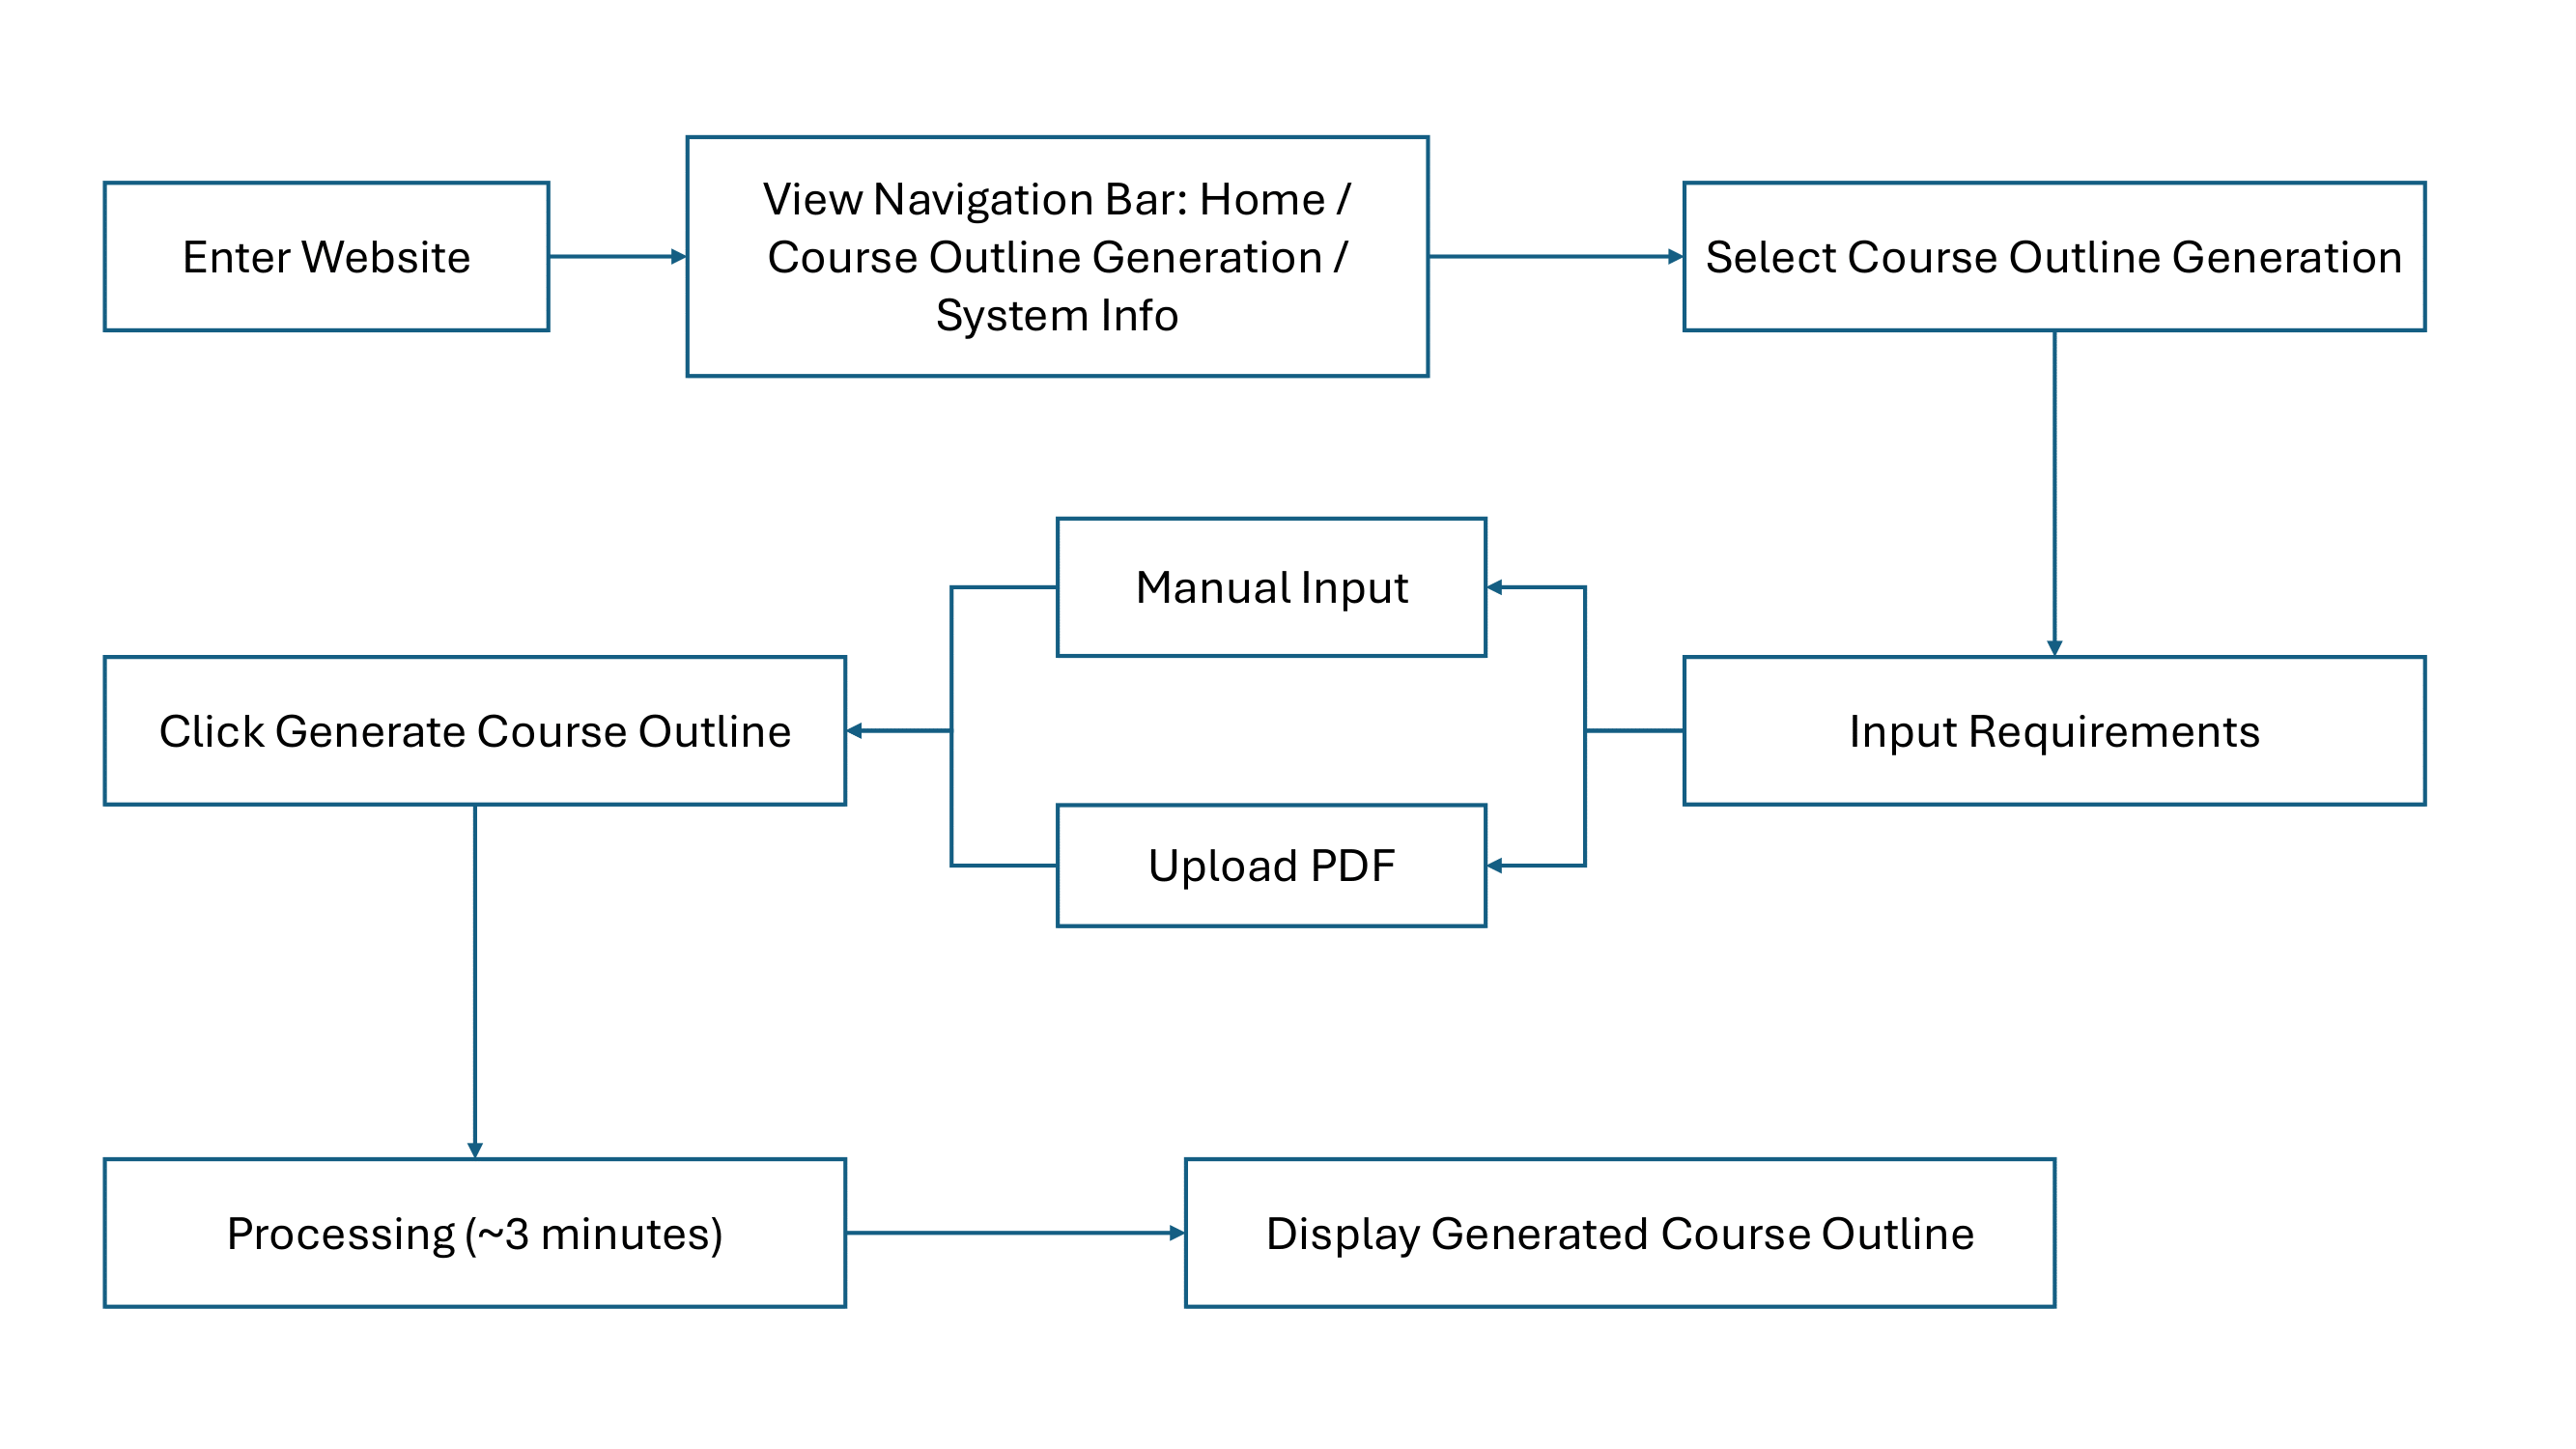 Enter Website
View Navigation Bar: Home /
Course Outline Generation /
System Info
Select Course Outline Generation
Input Requirements
Manual Input
Upload PDF
Click Generate Course Outline
Processing (~3 minutes)
Display Generated Course Outline